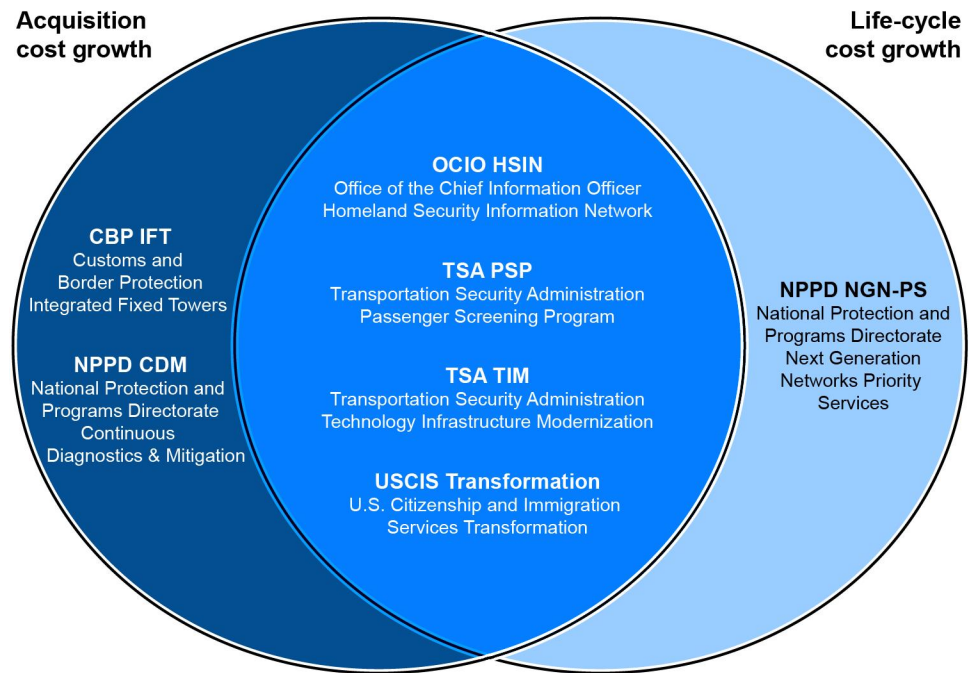 Acquisition
cost growth
Life-cycle
cost growth
CBP IFT
Customs and
Border Protection
Integrated Fixed Towers
NPPD CDM
National Protection and
Programs Directorate
Continuous
Diagnostics & Mitigation
OCIO HSIN
Office of the Chief Information Officer
Homeland Security Information Network
TSA PSP
Transportation Security Administration
Passenger Screening Program
TSA TIM
Transportation Security Administration
Technology Infrastructure Modernization
USCIS Transformation
U.S. Citizenship and Immigration
Services Transformation
NPPD NGN-PS
National Protection and
Programs Directorate
Next Generation
Networks Priority
Services